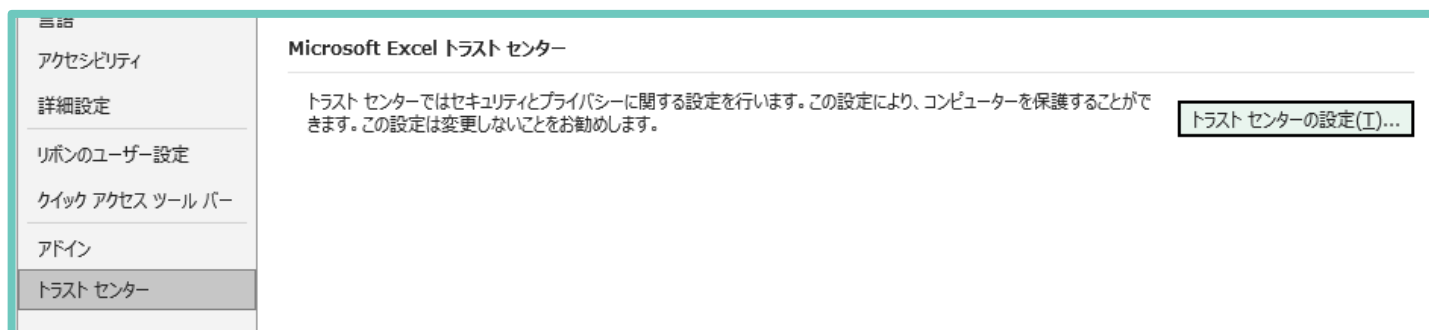 言語
アクセシビリティ
詳細設定
リボンのユーザー設定
クイック アクセス ツール バー
アドイン
トラスト センター
Microsoft Excel トラスト センター
トラスト センターではセキュリティとプライバシーに関する設定を行います。この設定により、コンピューターを保護することがで
きます。この設定は変更しないことをお勧めします。
トラスト センターの設定(T)...